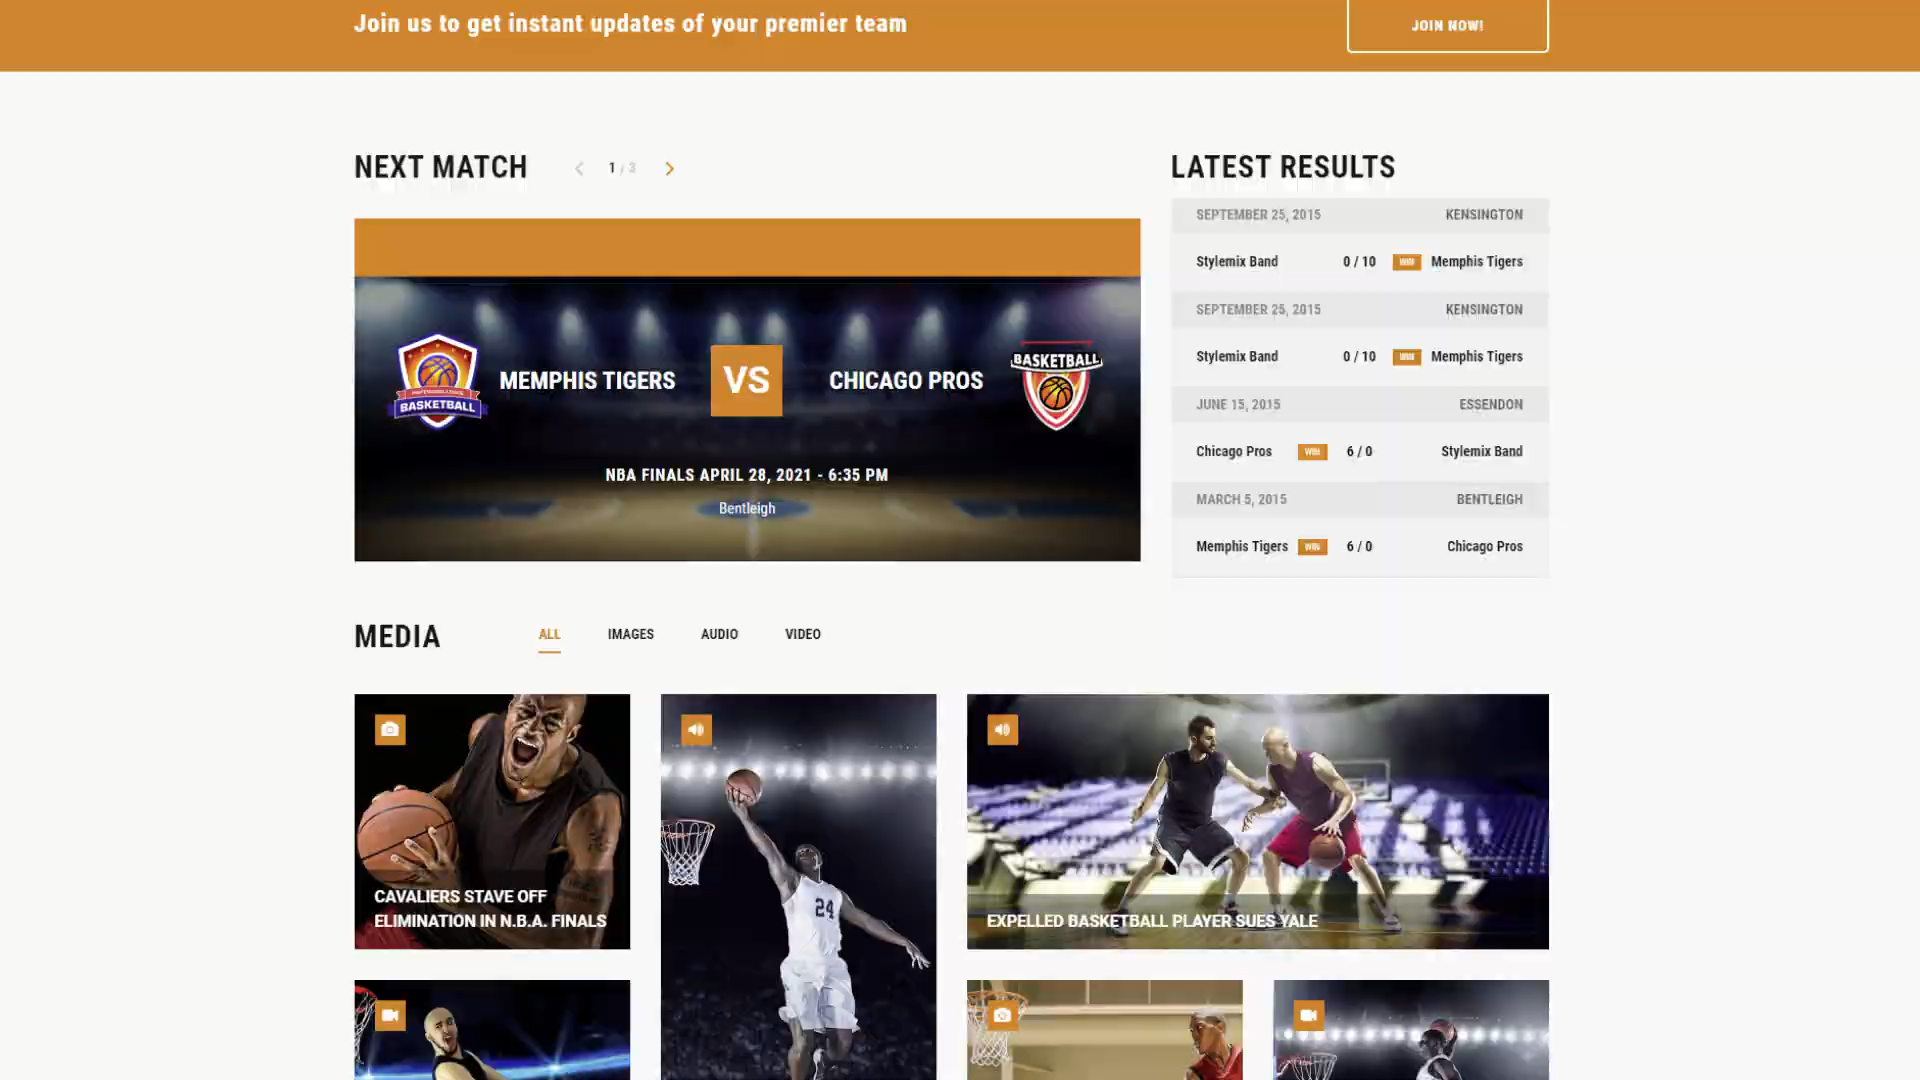 Join us to get instant updates of your premier team
JOIN NOW!
NEXT MATCH
1 / 3
BASKETBALL
MEMPHIS TIGERS
VS
CHICAGO PROS
BASKETBALL
NBA FINALS APRIL 28, 2021 - 6:35 PM
Bentleigh
LATEST RESULTS
SEPTEMBER 25, 2015 KENSINGTON
Stylemix Band 0 / 10 WIN Memphis Tigers
SEPTEMBER 25, 2015 KENSINGTON
Stylemix Band 0 / 10 WIN Memphis Tigers
JUNE 15, 2015 ESSENDON
Chicago Pros WIN 6 / 0 Stylemix Band
MARCH 5, 2015 BENTLEIGH
Memphis Tigers WIN 6 / 0 Chicago Pros
MEDIA
ALL IMAGES AUDIO VIDEO
CAVALIERS STAVE OFF
ELIMINATION IN N.B.A. FINALS
24
EXPELLED BASKETBALL PLAYER SUES YALE